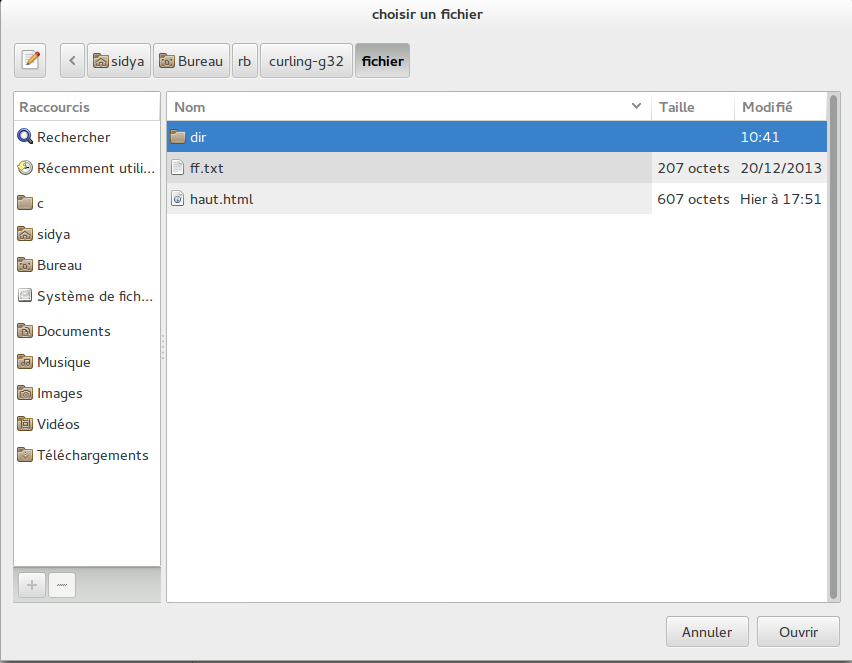 choisir un fichier
< sidya Bureau rb curling-g32 fichier
Raccourcis
Rechercher
Récemment utili...
c
sidya
Bureau
Système de fich...
Documents
Musique
Images
Vidéos
Téléchargements
Nom Taille Modifié
dir 10:41
ff.txt 207 octets 20/12/2013
haut.html 607 octets Hier à 17:51
Annuler Ouvrir